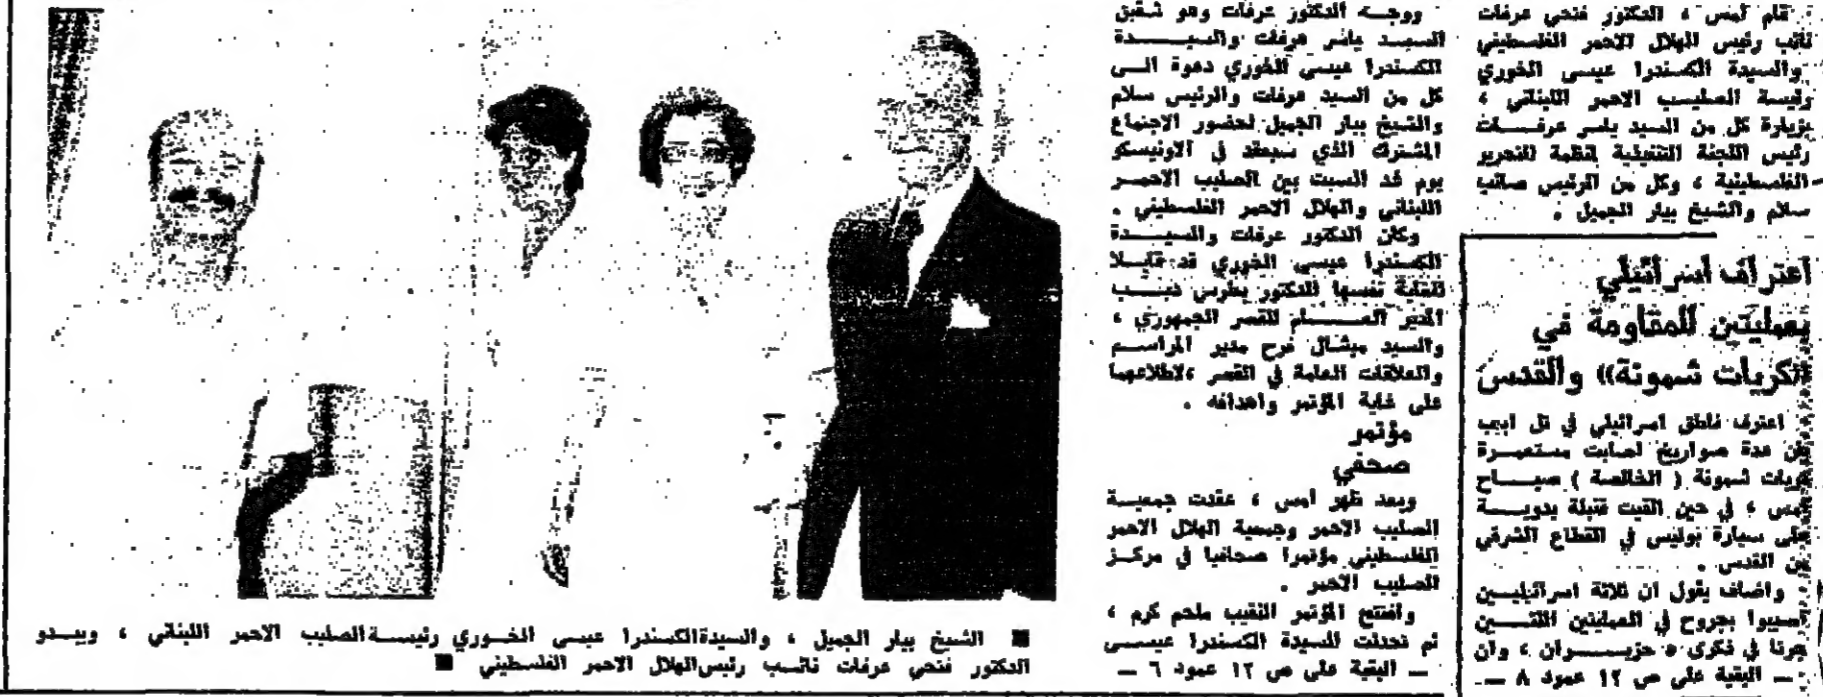 قام أمس ، الدكتور فتحي عرفات
نائب رئيس الهلال الاحمر الفلسطيني
والسيدة الكسندرا عيسى الخوري
رئيسة الصليب الاحمر اللبناني ،
بزيارة كل من السيد ياسر عرفات
رئيس اللجنة التنفيذية لمنظمة التحرير
الفلسطينية ، وكل من الرئيس صائب
سلام والشيخ بيار الجميل .
ووجه الدكتور عرفات وهو شقيق
السيد ياسر عرفات والسيدة
الكسندرا عيسى الخوري دعوة الى
كل من السيد عرفات والرئيس سلام
والشيخ بيار الجميل لحضور الاجتماع
المشترك الذي سيعقد في الاونيسكو
يوم غد السبت بين الصليب الاحمر
اللبناني والهلال الاحمر الفلسطيني .
وكان الدكتور عرفات والسيدة
الكسندرا عيسى الخوري قد قابلا
للغاية نفسها الدكتور بطرس ديب
المدير العام للقصر الجمهوري ،
والسيد ميشال فرح مدير المراسم
والعلاقات العامة في القصر ، لاطلاعهما
على غاية المؤتمر واهدافه .
مؤتمر
صحفي
وبعد ظهر أمس ، عقدت جمعية
الصليب الاحمر وجمعية الهلال الاحمر
الفلسطيني مؤتمرا صحافيا في مركز
الصليب الاحمر .
وافتتح المؤتمر النقيب ملحم كرم ،
ثم تحدثت السيدة الكسندرا عيسى
— البقية على ص ١٢ عمود ٦ —
■ الشيخ بيار الجميل ، والسيدة الكسندرا عيسى الخوري رئيسة الصليب الاحمر اللبناني ، ويبدو
الدكتور فتحي عرفات نائب رئيس الهلال الاحمر الفلسطيني ■
اعتراف اسرائيلي
بعمليتين للمقاومة في
«كريات شمونة» والقدس
اعترف ناطق اسرائيلي في تل ابيب
ان عدة صواريخ اصابت مستعمرة
كريات شمونة ( الخالصة ) صباح
أمس ، في حين القيت قنبلة يدوية
على سيارة بوليس في القطاع الشرقي
من القدس .
واضاف يقول ان ثلاثة اسرائيليين
اصيبوا بجروح في العمليتين اللتين
جرتا في ذكرى ٥ حزيران ، وان
— البقية على ص ١٢ عمود ٨ —